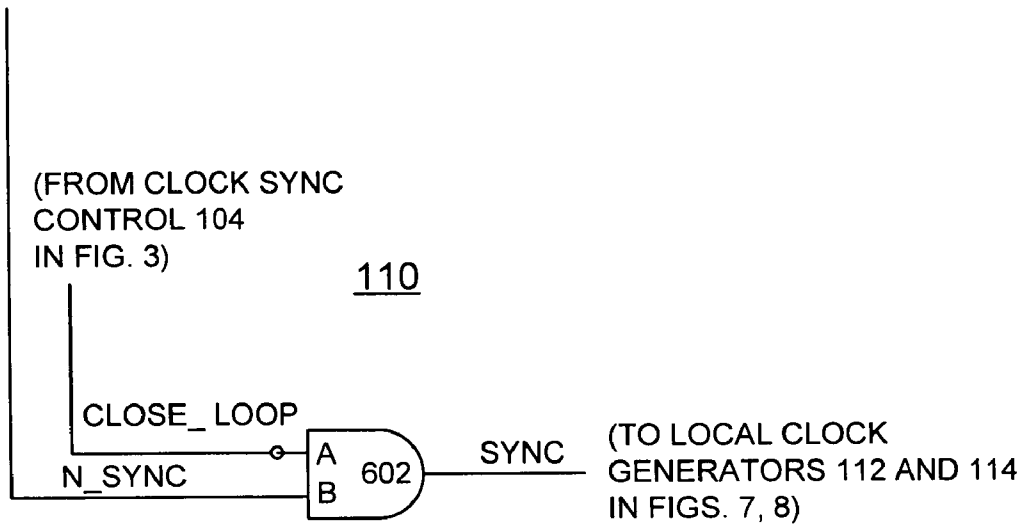 (FROM CLOCK SYNC
CONTROL 104
IN FIG. 3)
110
CLOSE_ LOOP
N_SYNC
A
B
602
SYNC
(TO LOCAL CLOCK
GENERATORS 112 AND 114
IN FIGS. 7, 8)